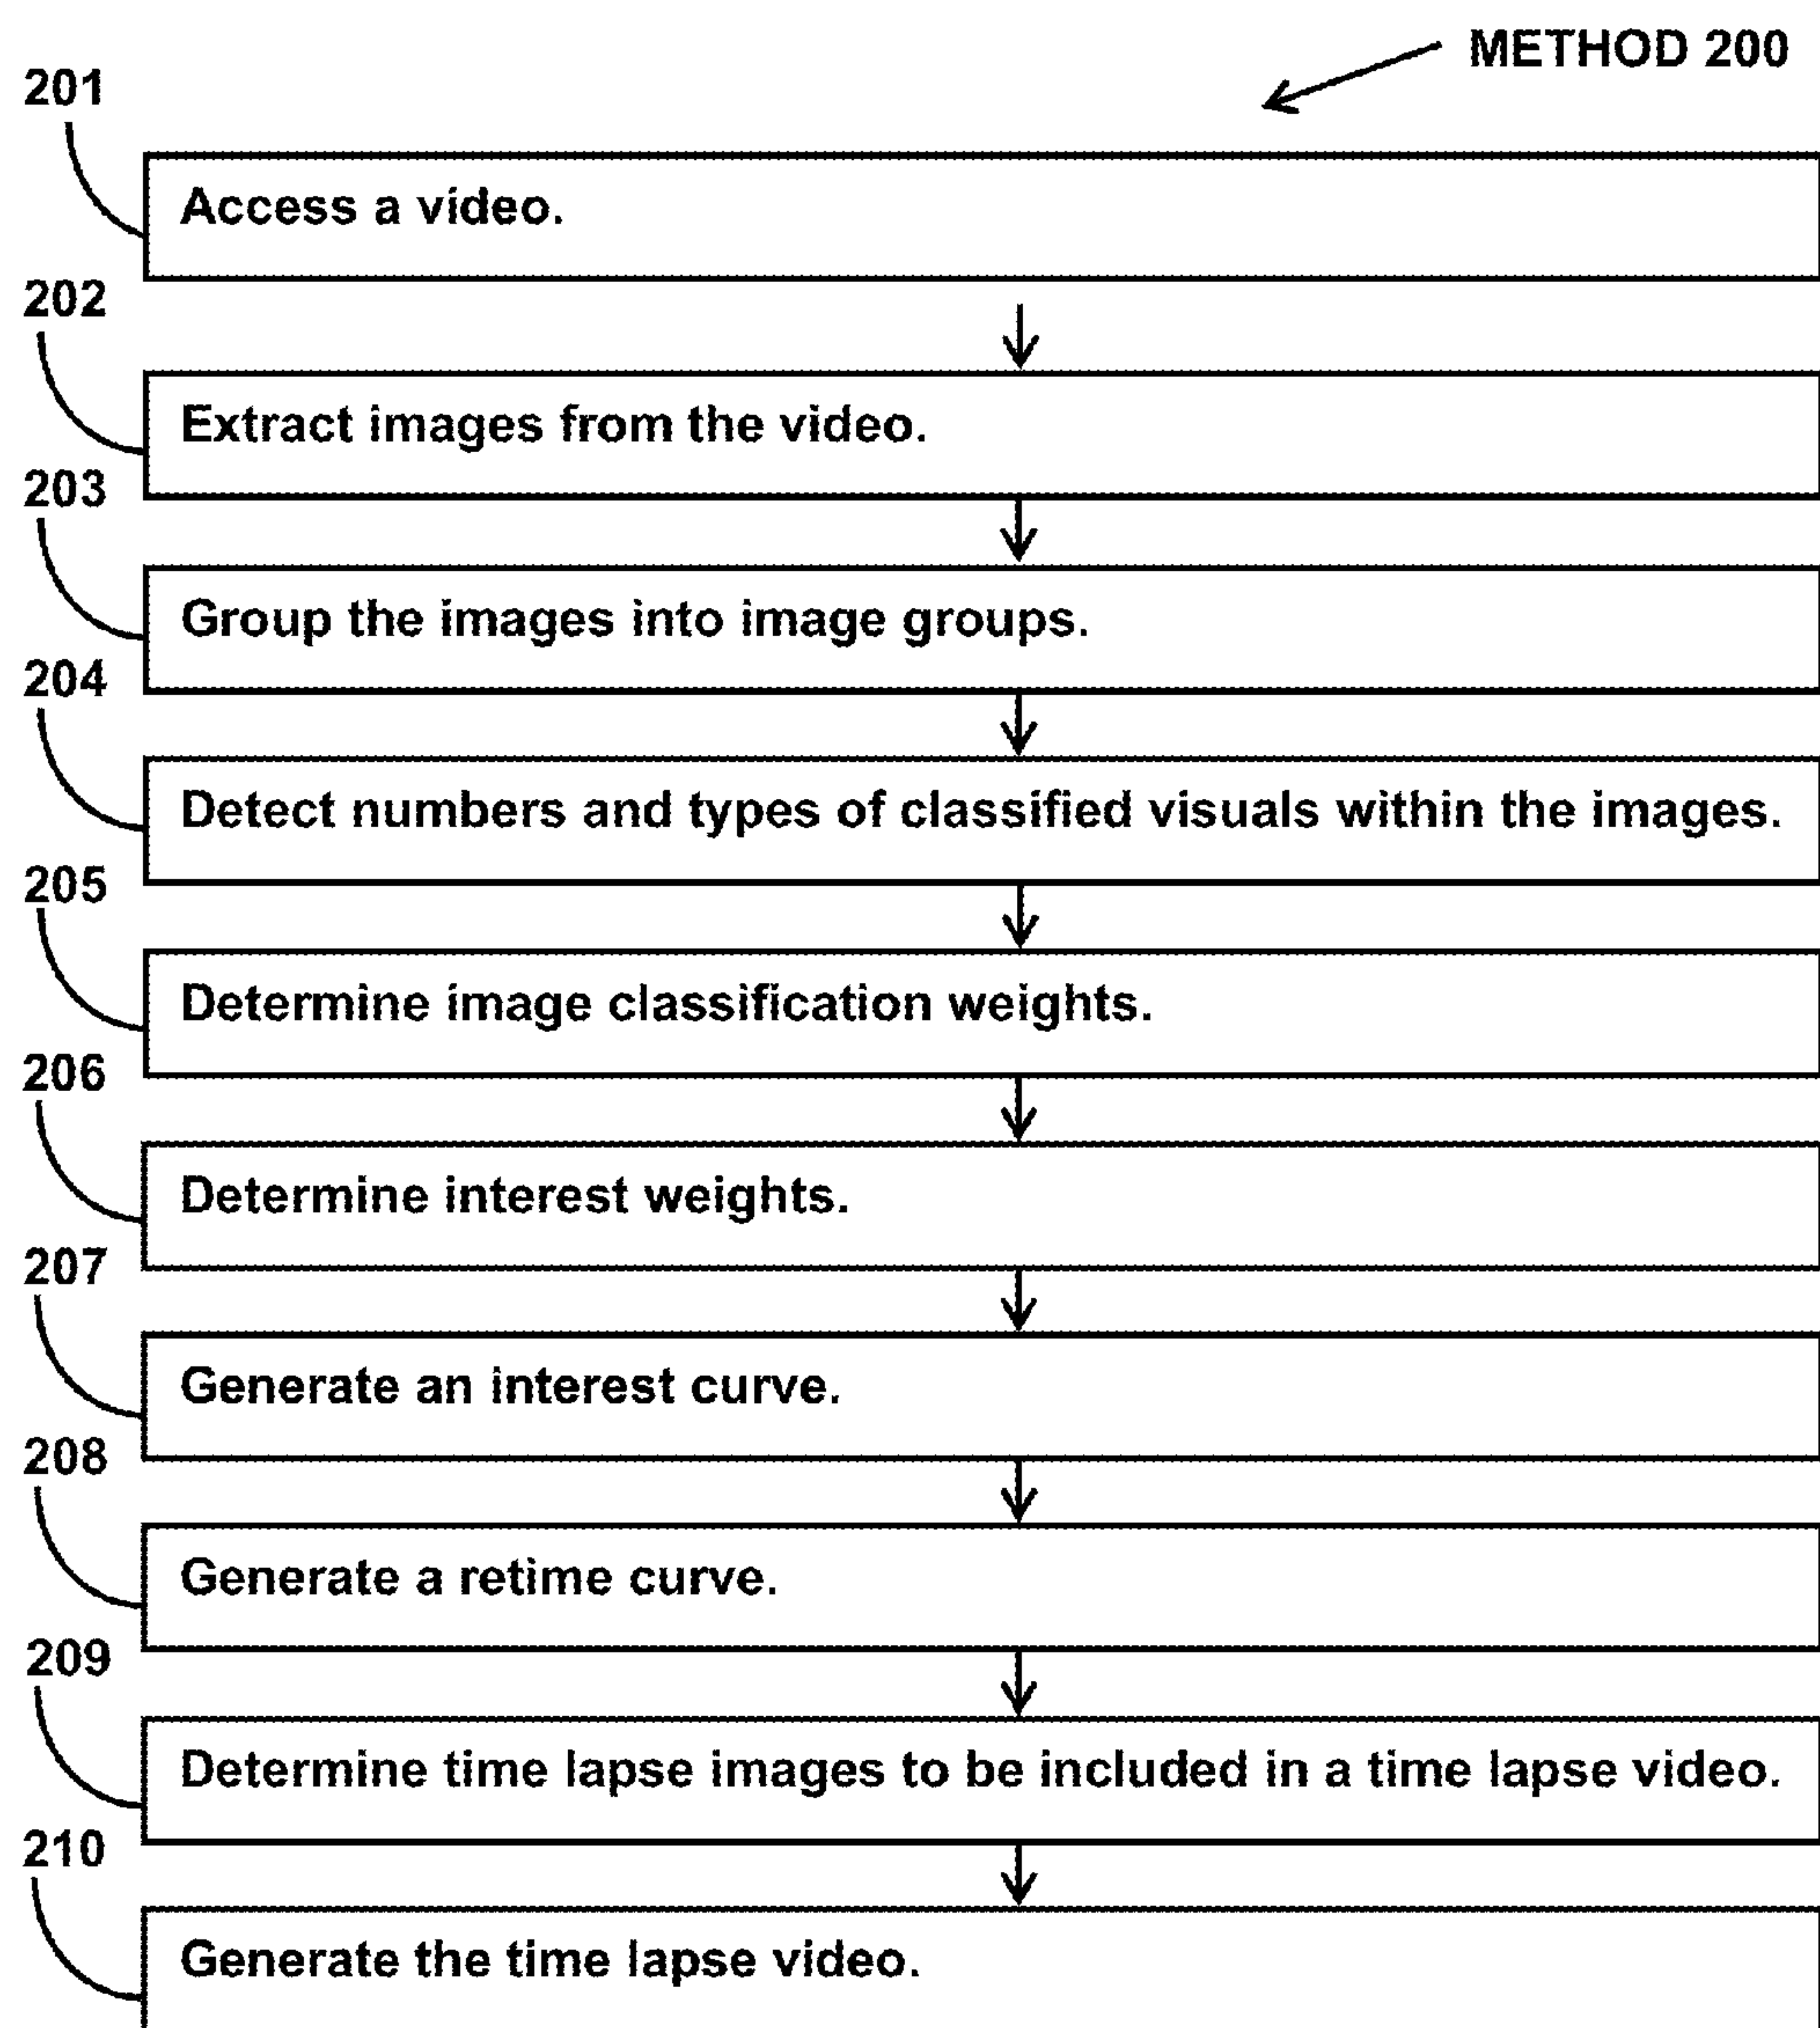 METHOD 200
201
Access a video.
202
Extract images from the video.
203
Group the images into image groups.
204
Detect numbers and types of classified visuals within the images.
205
Determine image classification weights.
206
Determine interest weights.
207
Generate an interest curve.
208
Generate a retime curve.
209
Determine time lapse images to be included in a time lapse video.
210
Generate the time lapse video.